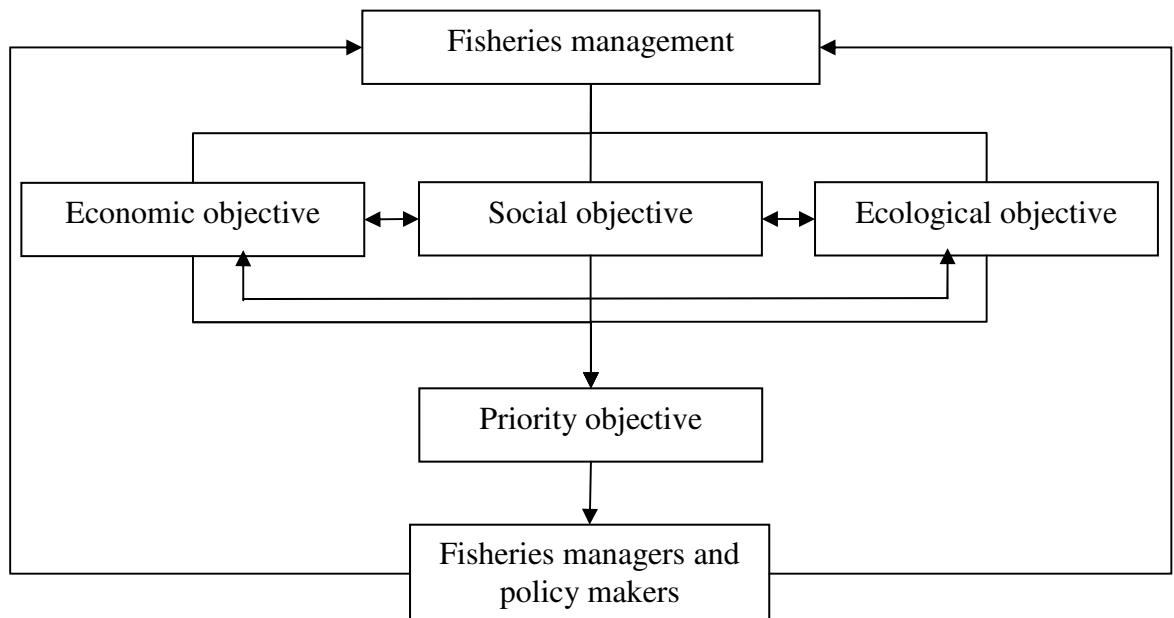 Fisheries management
Economic objective
Social objective
Ecological objective
Priority objective
Fisheries managers and
policy makers